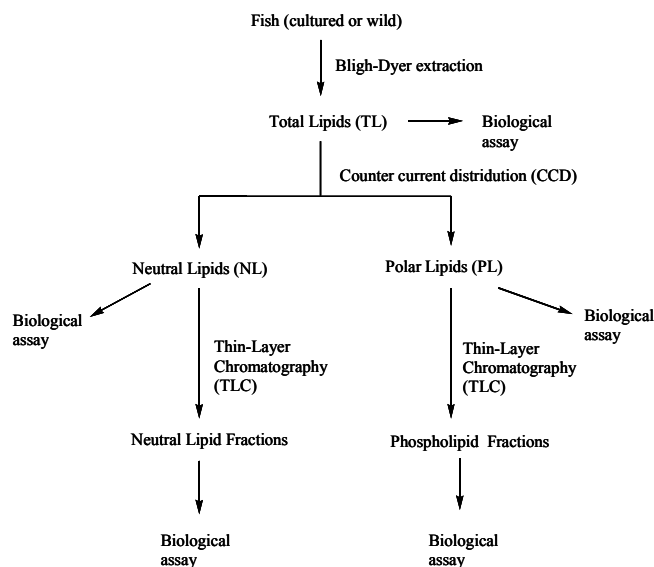 Fish (cultured or wild)
Bligh-Dyer extraction
Total Lipids (TL)
Biological
assay
Counter current distridution (CCD)
Neutral Lipids (NL)
Polar Lipids (PL)
Biological
assay
Biological
assay
Thin-Layer
Chromatography
(TLC)
Thin-Layer
Chromatography
(TLC)
Neutral Lipid Fractions
Phospholipid Fractions
Biological
assay
Biological
assay